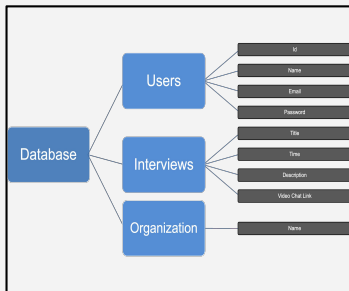 Database
Users
Id
Name
Email
Password
Interviews
Title
Time
Description
Video Chat Link
Organization
Name